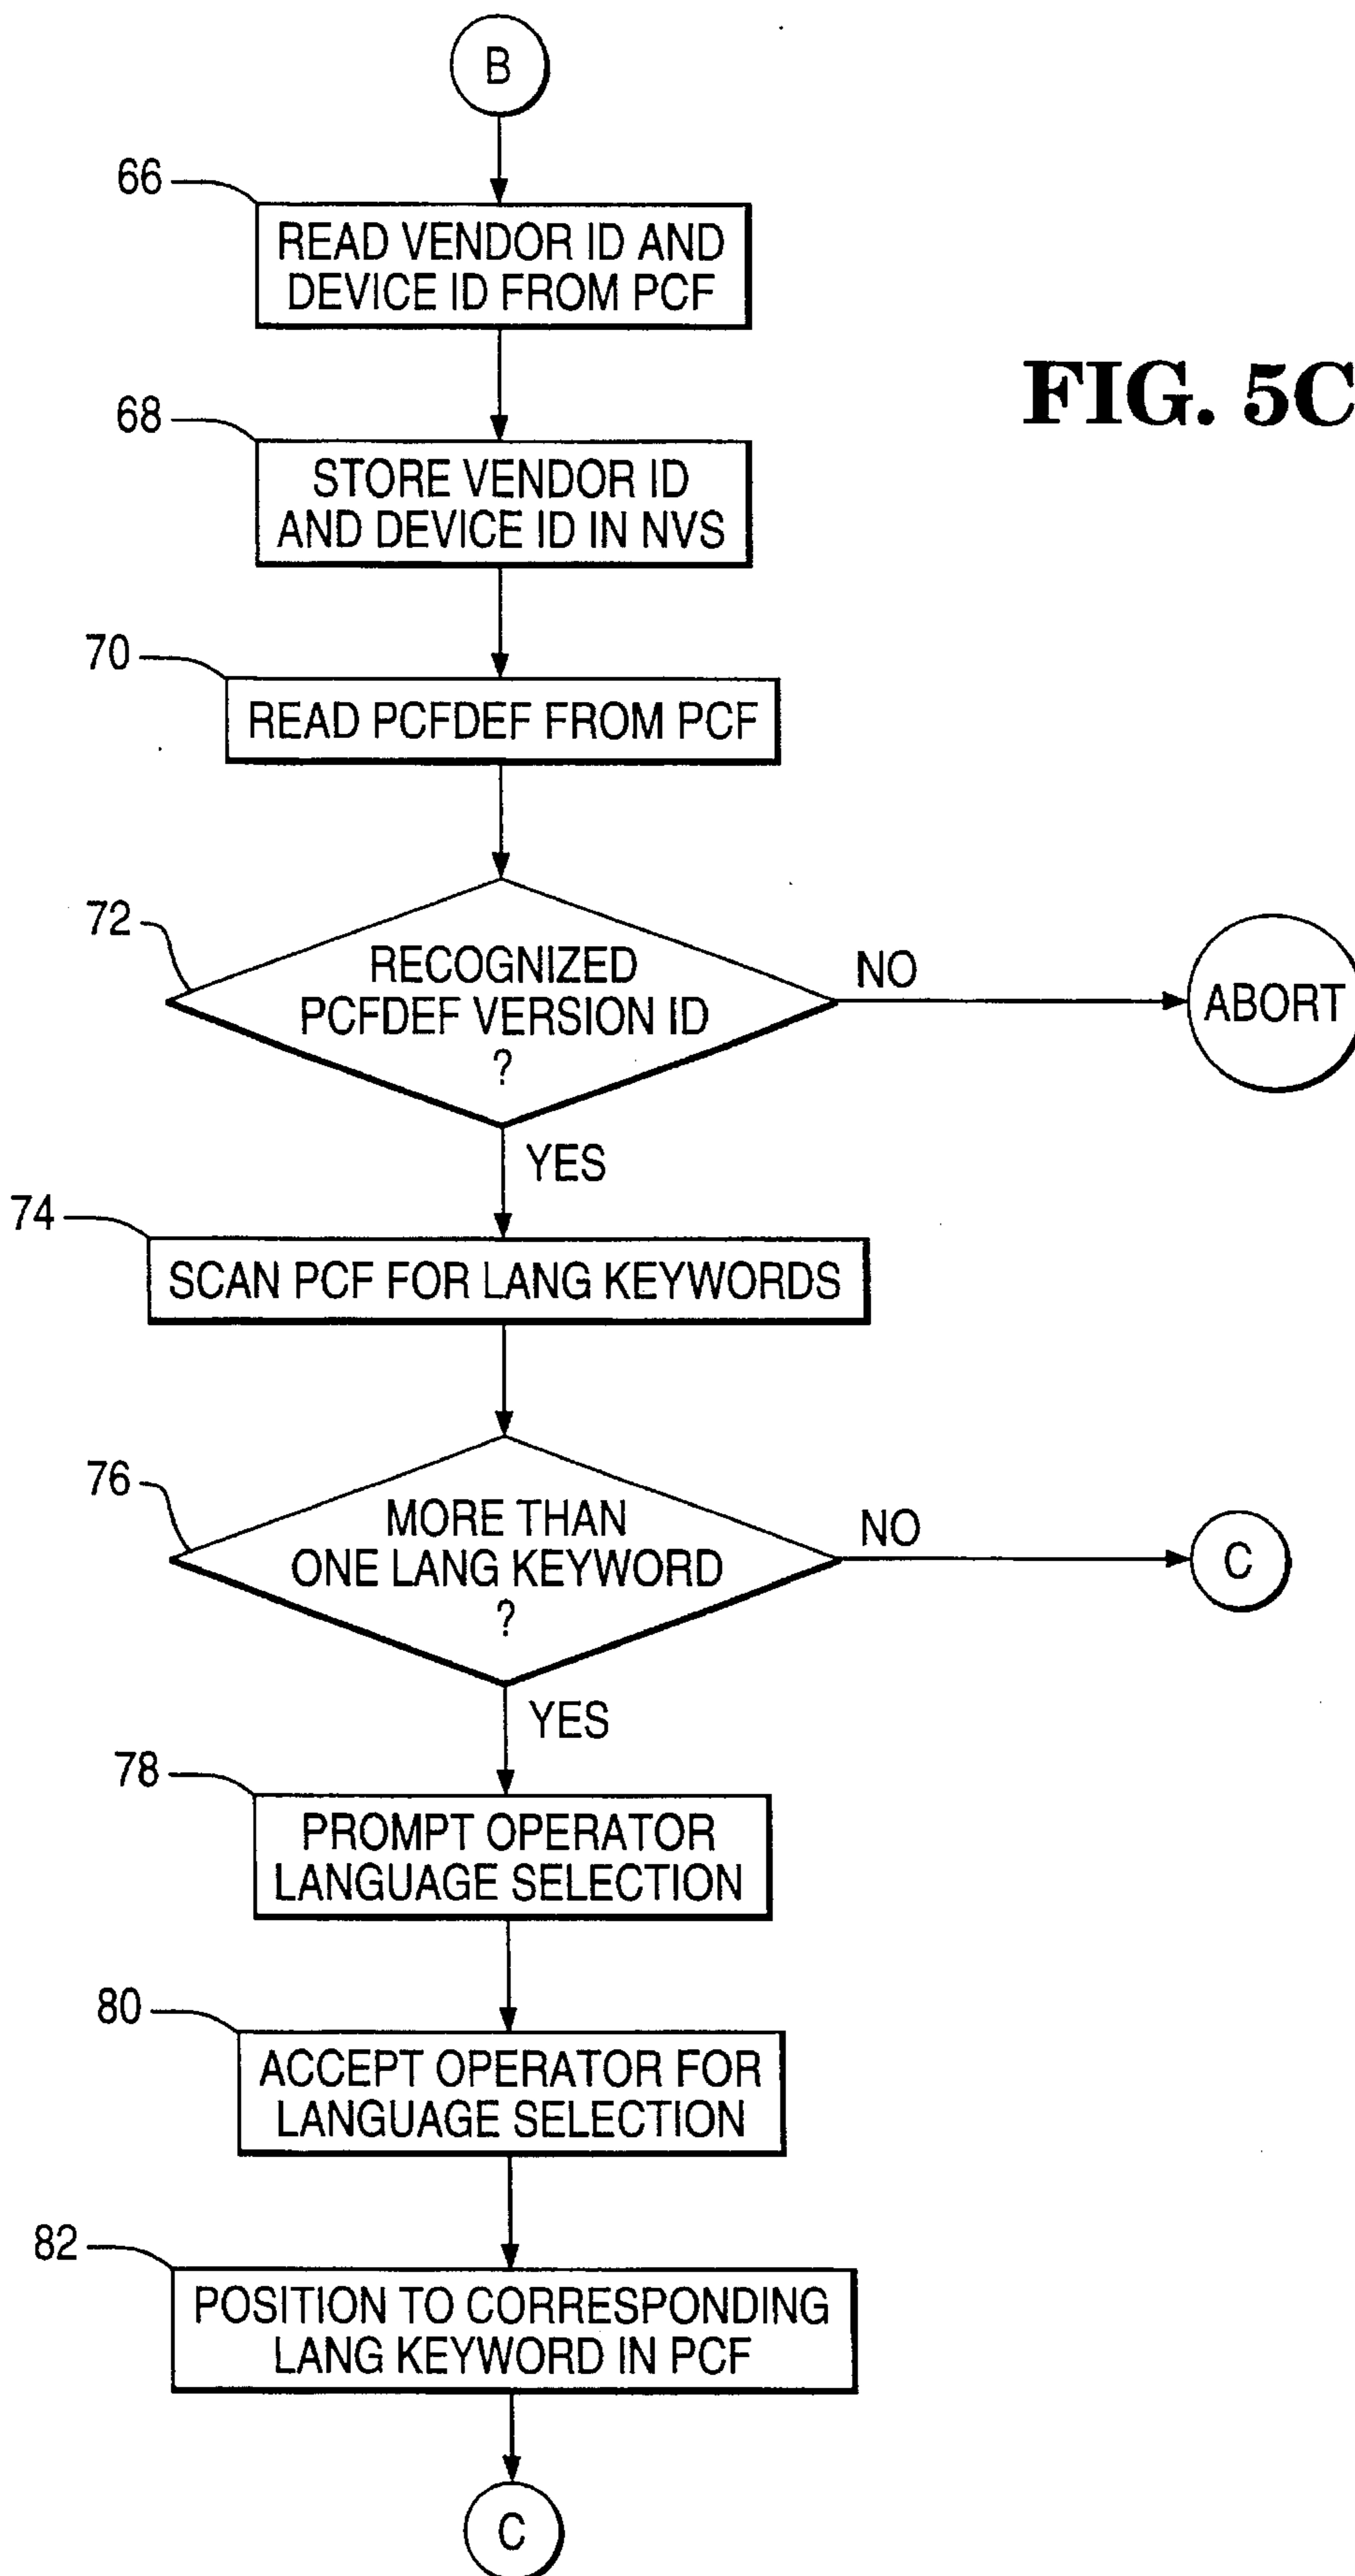 B
66
READ VENDOR ID AND
DEVICE ID FROM PCF
FIG. 5C
68
STORE VENDOR ID
AND DEVICE ID IN NVS
70
READ PCFDEF FROM PCF
72
RECOGNIZED
PCFDEF VERSION ID
?
NO
ABORT
YES
74
SCAN PCF FOR LANG KEYWORDS
76
MORE THAN
ONE LANG KEYWORD
?
NO
C
YES
78
PROMPT OPERATOR
LANGUAGE SELECTION
80
ACCEPT OPERATOR FOR
LANGUAGE SELECTION
82
POSITION TO CORRESPONDING
LANG KEYWORD IN PCF
C